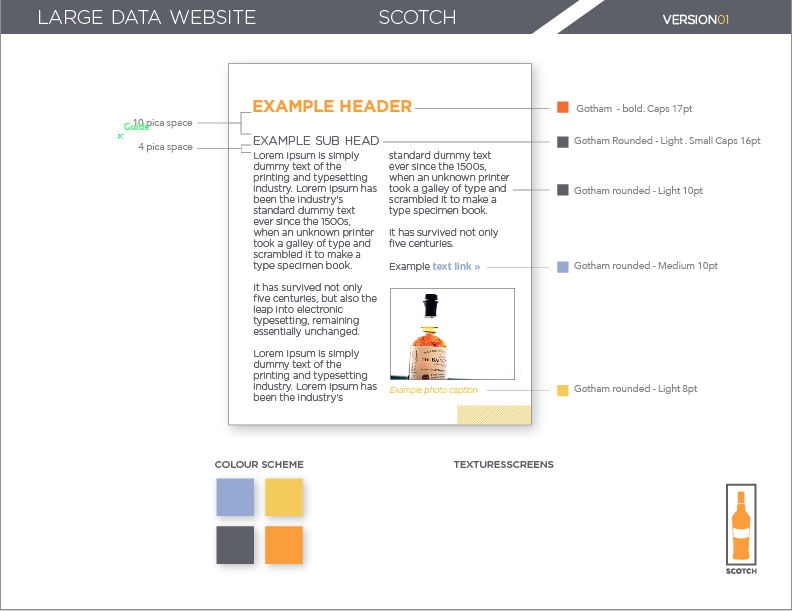 LARGE DATA WEBSITE
SCOTCH
VERSION01
EXAMPLE HEADER
Gotham - bold. Caps 17pt
10 pica space
Guide
EXAMPLE SUB HEAD
Gotham Rounded - Light . Small Caps 16pt
4 pica space
Lorem Ipsum is simply
dummy text of the
printing and typesetting
industry. Lorem Ipsum has
been the industry's
standard dummy text
ever since the 1500s,
when an unknown printer
took a galley of type and
scrambled it to make a
type specimen book.
It has survived not only
five centuries, but also the
leap into electronic
typesetting, remaining
essentially unchanged.
Lorem Ipsum is simply
dummy text of the
printing and typesetting
industry. Lorem Ipsum has
been the industry's
standard dummy text
ever since the 1500s,
when an unknown printer
took a galley of type and
scrambled it to make a
type specimen book.
It has survived not only
five centuries.
Example text link »
Example photo caption
Gotham rounded - Light 10pt
Gotham rounded - Medium 10pt
Gotham rounded - Light 8pt
COLOUR SCHEME
TEXTURESSCREENS
SCOTCH